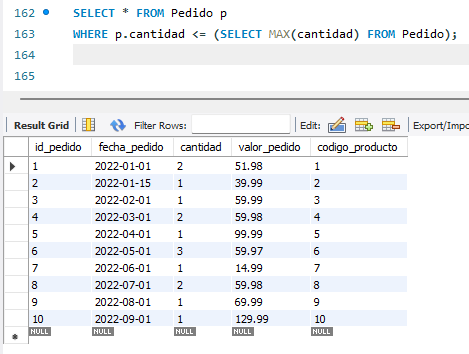 162 SELECT * FROM Pedido p
163 WHERE p.cantidad <= (SELECT MAX(cantidad) FROM Pedido);
164
165
Result Grid Filter Rows: Edit: Export/Impo
id_pedido fecha_pedido cantidad valor_pedido codigo_producto
1 2022-01-01 2 51.98 1
2 2022-01-15 1 39.99 2
3 2022-02-01 1 59.99 3
4 2022-03-01 2 59.98 4
5 2022-04-01 1 99.99 5
6 2022-05-01 3 59.97 6
7 2022-06-01 1 14.99 7
8 2022-07-01 2 59.98 8
9 2022-08-01 1 69.99 9
10 2022-09-01 1 129.99 10
NULL NULL NULL NULL NULL